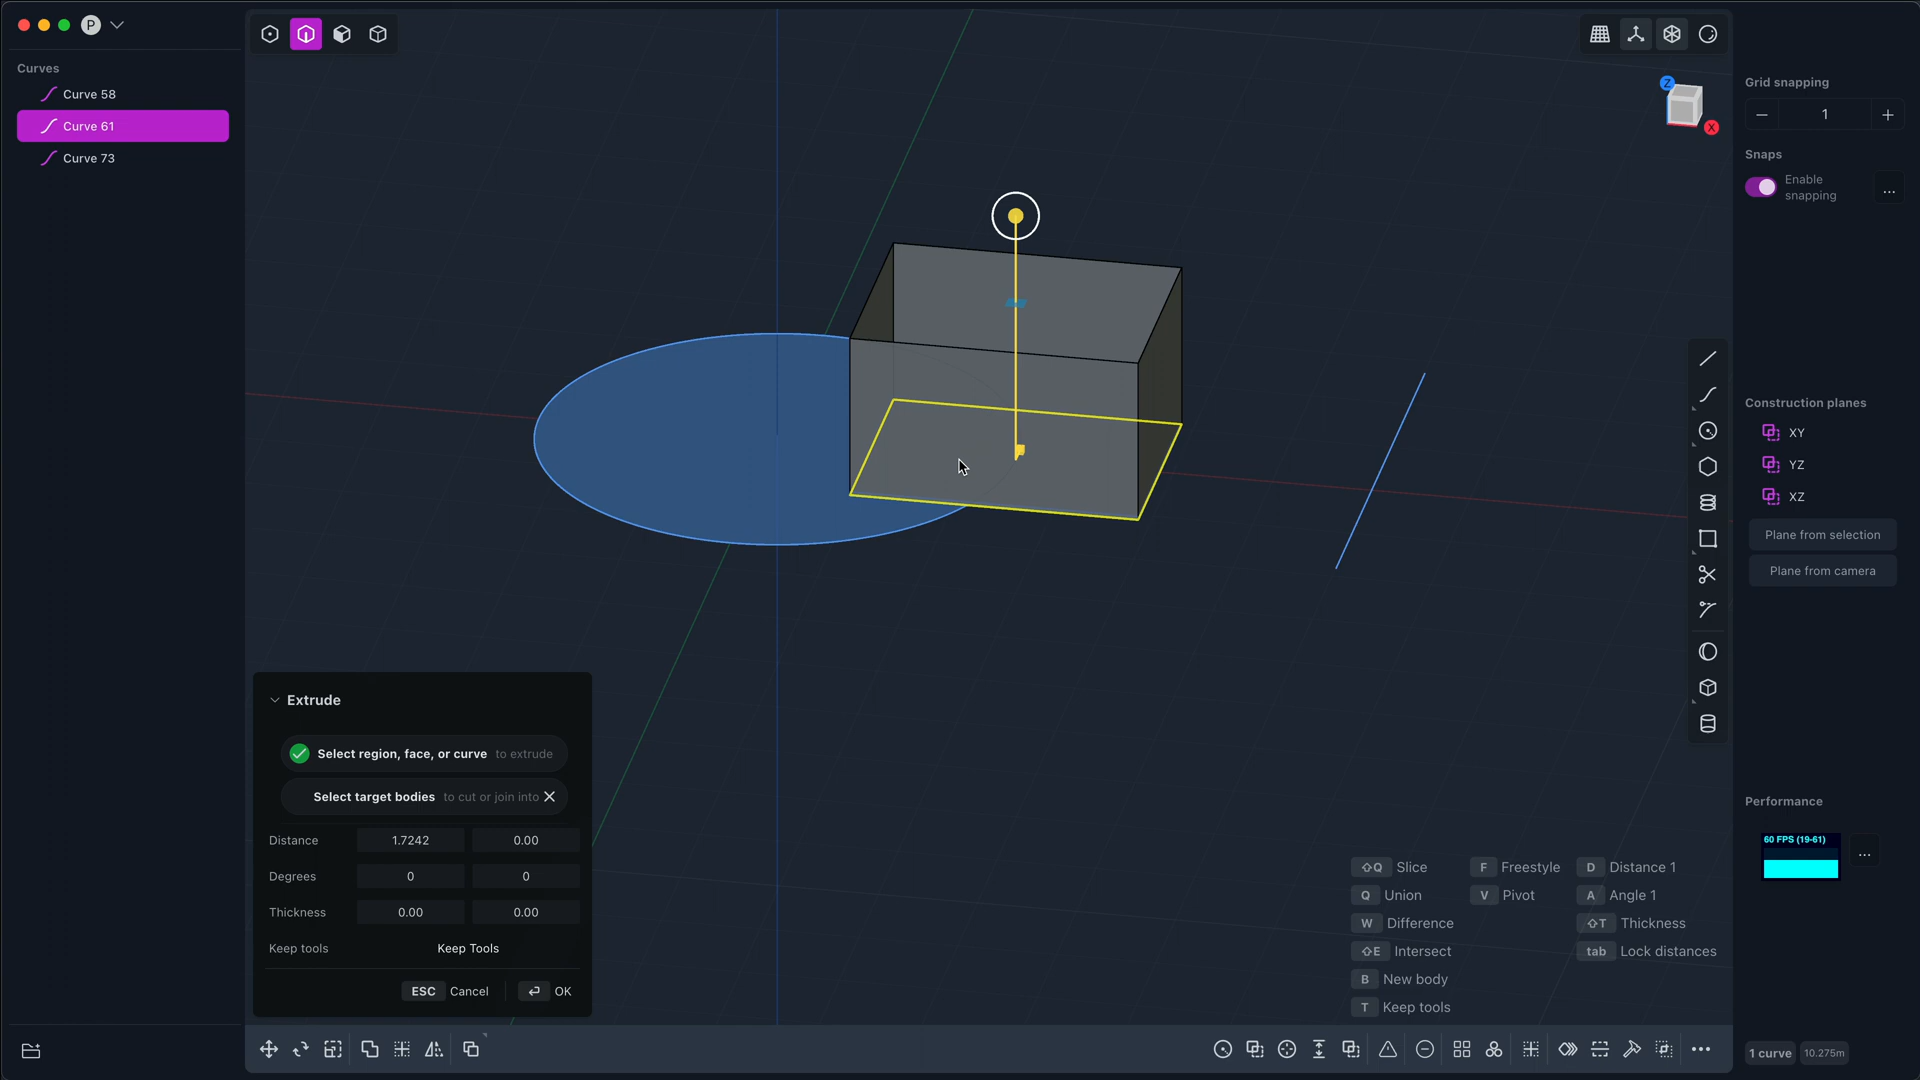 P
Curves
Curve 58
Curve 61
Curve 73
Z
X
Grid snapping
1
Snaps
Enable
snapping
...
Construction planes
XY
YZ
XZ
Plane from selection
Plane from camera
Extrude
Select region, face, or curve to extrude
Select target bodies to cut or join into
Distance 1.7242 0.00
Degrees 0 0
Thickness 0.00 0.00
Keep tools Keep Tools
ESC Cancel OK
Q Slice F Freestyle D Distance 1
Q Union V Pivot A Angle 1
W Difference T Thickness
E Intersect tab Lock distances
B New body
T Keep tools
Performance
60 FPS (19-61)
...
1 curve 10.275m